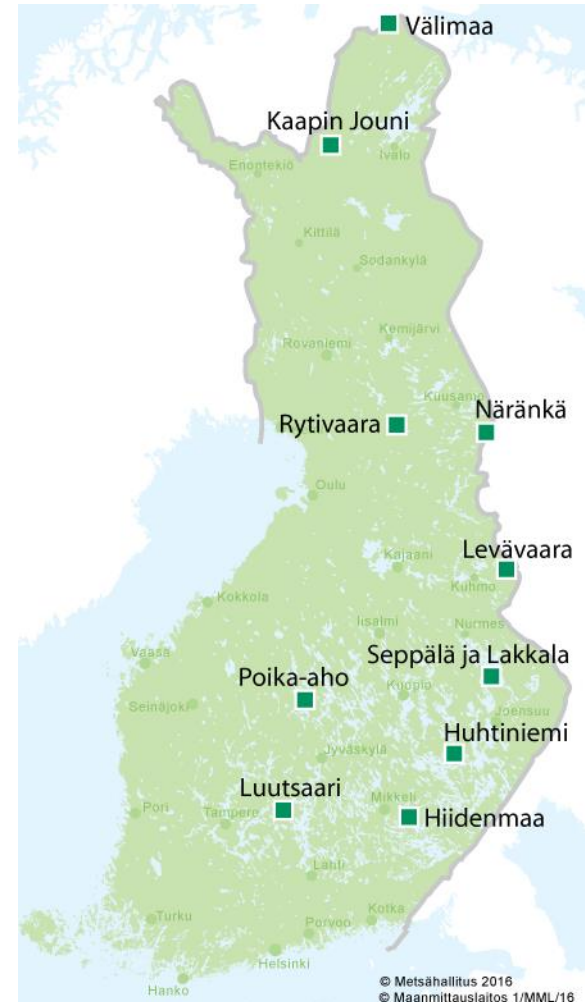 Välimaa
Kaapin Jouni
Ivalo
Enontekiö
Kittilä
Sodankylä
Kemijärvi
Rovaniemi
Kuusamo
Näränkä
Rytivaara
Oulu
Levävaara
Kajaani
Kuhmo
Kokkola
Iisalmi
Nurmes
Vaasa
Seppälä ja Lakkala
Poika-aho
Kuopio
Seinäjoki
Joensuu
Huhtiniemi
Jyväskylä
Luutsaari
Mikkeli
Pori
Tampere
Hiidenmaa
Lahti
Turku
Kotka
Porvoo
Helsinki
Hanko
© Metsähallitus 2016
© Maanmittauslaitos 1/MML/16